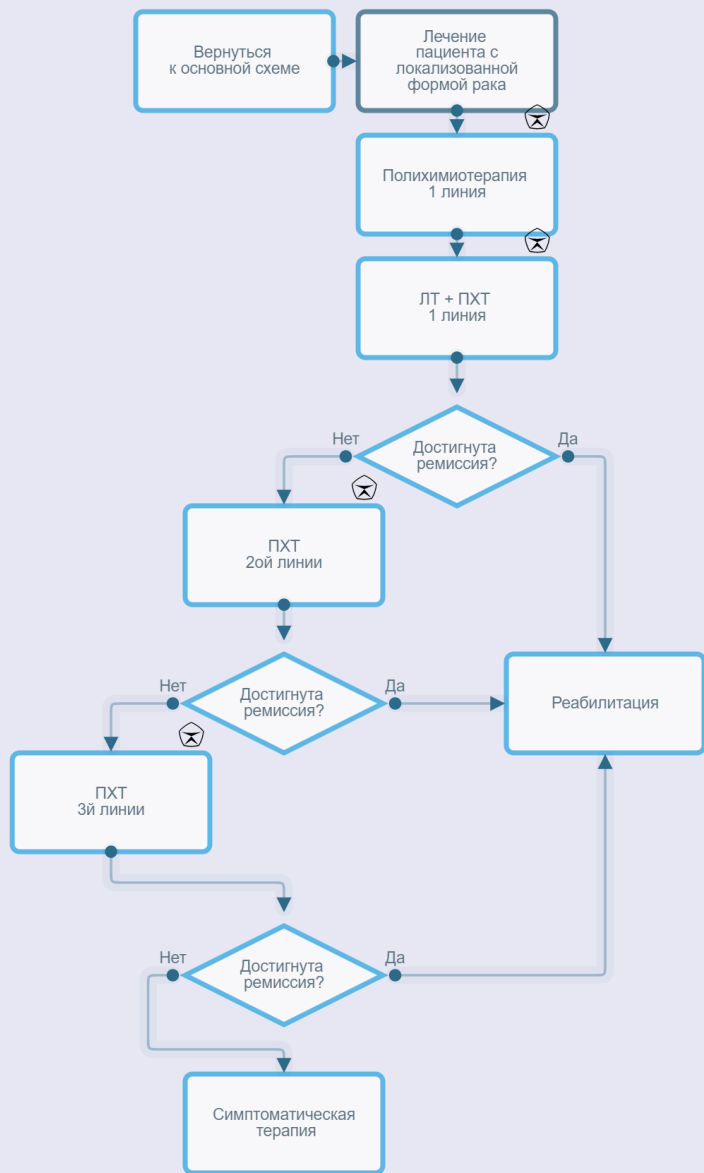 Вернуться
к основной схеме
Лечение
пациента с
локализованной
формой рака
Полихимиотерапия
1 линия
ЛТ + ПХТ
1 линия
Нет
Достигнута
ремиссия?
Да
ПХТ
2ой линии
Нет
Достигнута
ремиссия?
Да
Реабилитация
ПХТ
3й линии
Нет
Достигнута
ремиссия?
Да
Симптоматическая
терапия